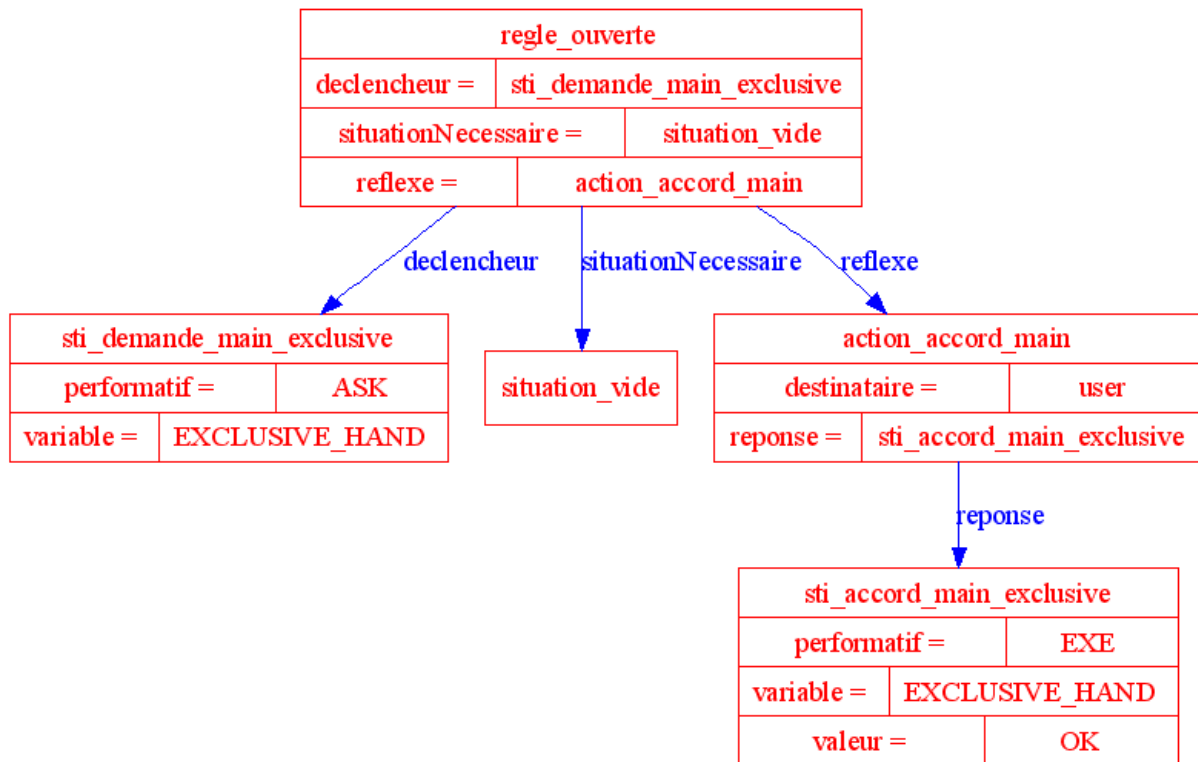 regle_ouverte
declencheur = sti_demande_main_exclusive
situationNecessaire = situation_vide
reflexe = action_accord_main
declencheur situationNecessaire reflexe
sti_demande_main_exclusive
performatif = ASK
variable = EXCLUSIVE_HAND
situation_vide
action_accord_main
destinataire = user
reponse = sti_accord_main_exclusive
reponse
sti_accord_main_exclusive
performatif = EXE
variable = EXCLUSIVE_HAND
valeur = OK